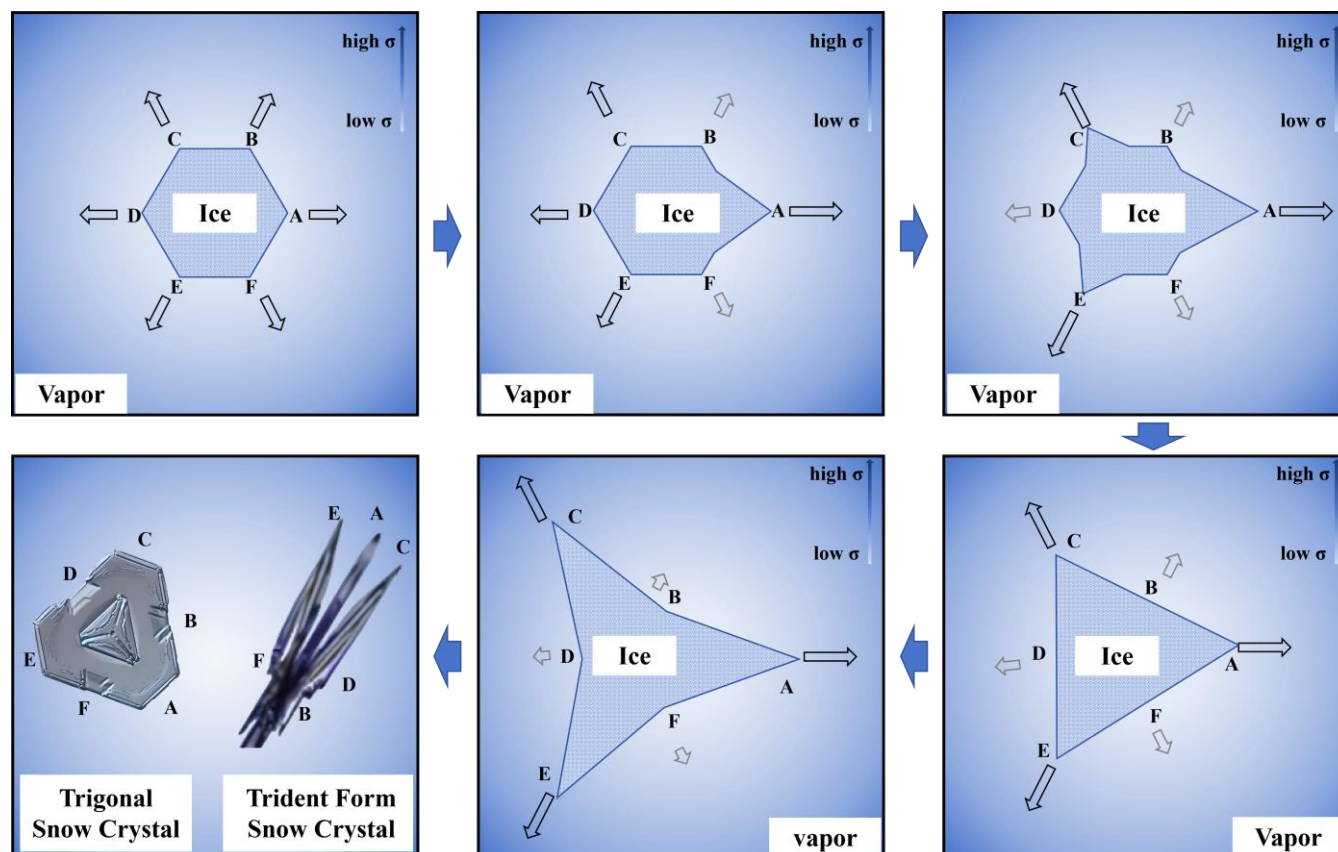 high σ
low σ
C
B
D
Ice
A
E
F
Vapor
high σ
low σ
C
B
D
Ice
A
E
F
Vapor
high σ
low σ
C
B
D
Ice
A
E
F
Vapor
high σ
low σ
C
B
D
Ice
A
F
E
Vapor
high σ
low σ
C
B
D
Ice
A
F
E
vapor
C
D
B
E
F
A
Trigonal
Snow Crystal
E
A
C
F
D
B
Trident Form
Snow Crystal